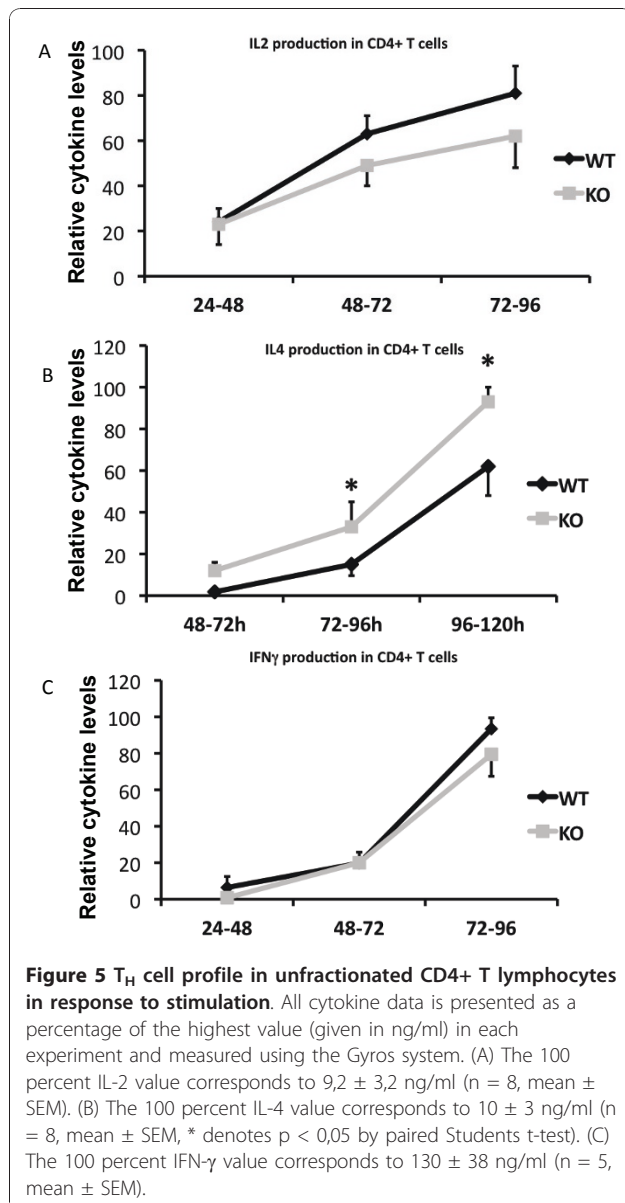 A
IL2 production in CD4+ T cells
Relative cytokine levels
100
80
60
40
20
0
24-48
48-72
72-96
WT
KO
B
IL4 production in CD4+ T cells
Relative cytokine levels
120
100
80
60
40
20
0
*
*
48-72h
72-96h
96-120h
WT
KO
C
IFNγ production in CD4+ T cells
Relative cytokine levels
120
100
80
60
40
20
0
24-48
48-72
72-96
WT
KO
Figure 5 TH cell profile in unfractionated CD4+ T lymphocytes
in response to stimulation. All cytokine data is presented as a
percentage of the highest value (given in ng/ml) in each
experiment and measured using the Gyros system. (A) The 100
percent IL-2 value corresponds to 9,2 ± 3,2 ng/ml (n = 8, mean ±
SEM). (B) The 100 percent IL-4 value corresponds to 10 ± 3 ng/ml (n
= 8, mean ± SEM, * denotes p < 0,05 by paired Students t-test). (C)
The 100 percent IFN-γ value corresponds to 130 ± 38 ng/ml (n = 5,
mean ± SEM).